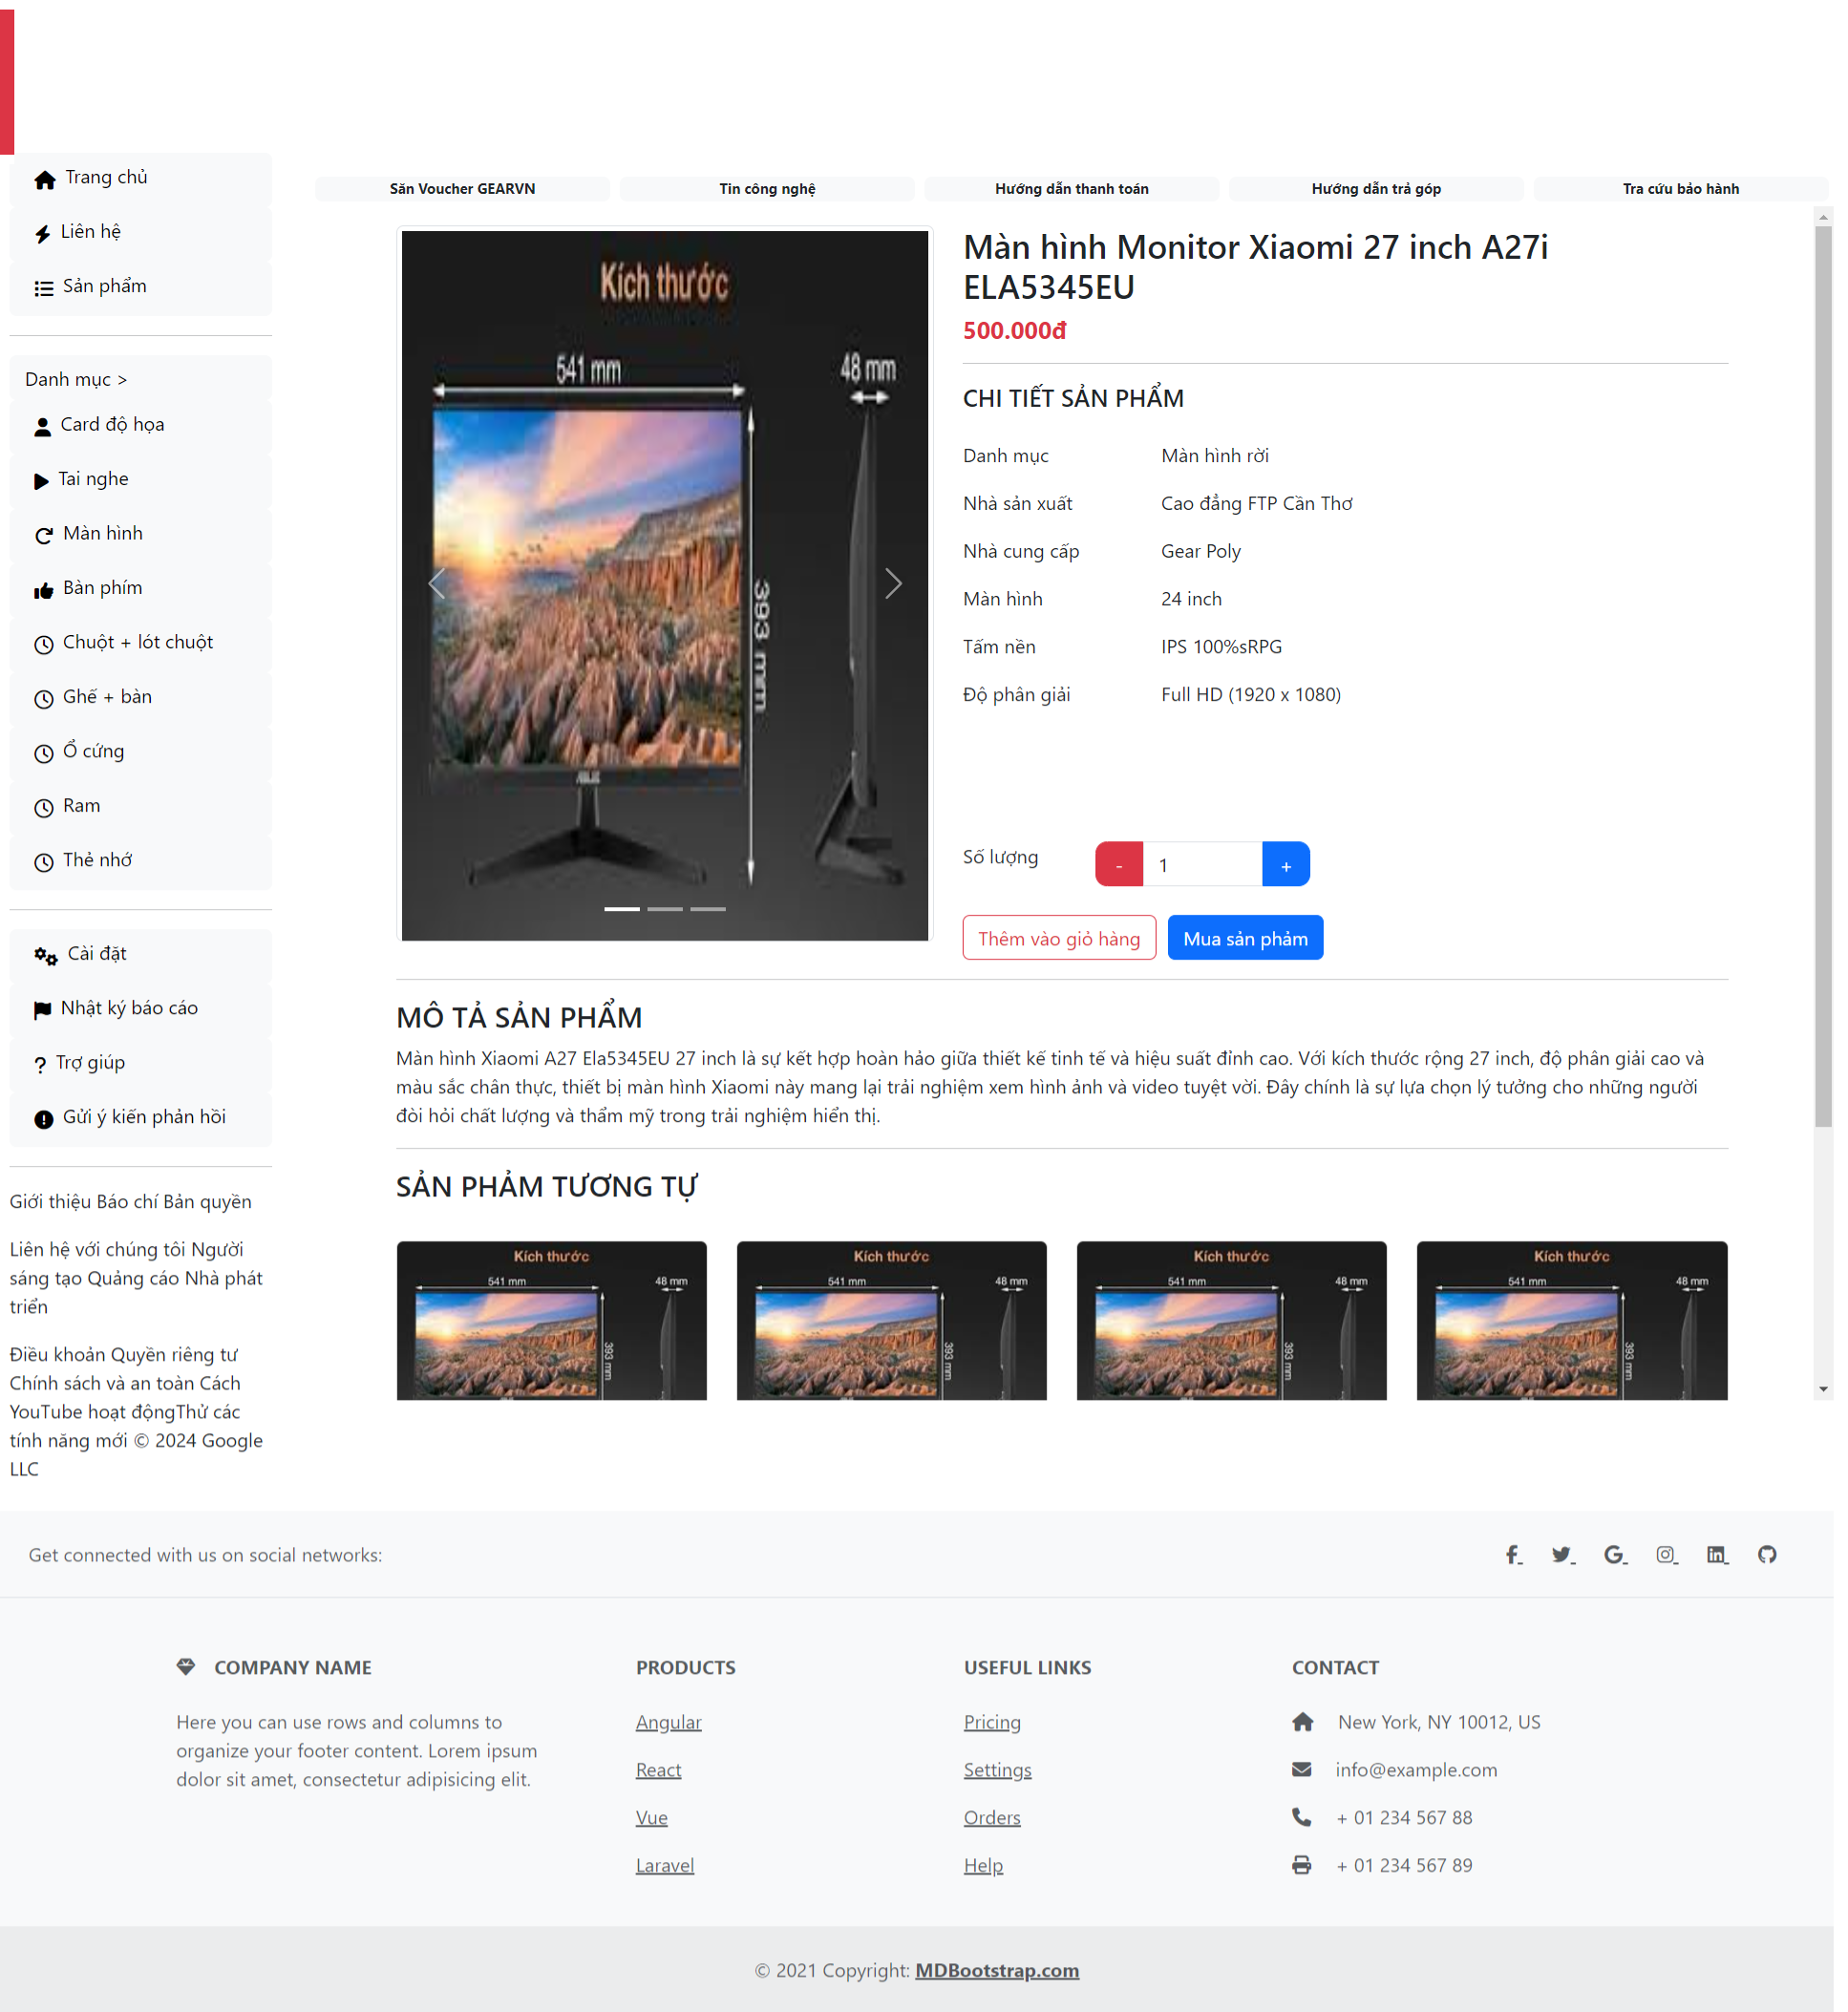 Trang chủ
Liên hệ
Sản phẩm
Danh mục >
Card độ họa
Tai nghe
Màn hình
Bàn phím
Chuột + lót chuột
Ghế + bàn
Ổ cứng
Ram
Thẻ nhớ
Cài đặt
Nhật ký báo cáo
Trợ giúp
Gửi ý kiến phản hồi
Giới thiệu Báo chí Bản quyền
Liên hệ với chúng tôi Người
sáng tạo Quảng cáo Nhà phát
triển
Điều khoản Quyền riêng tư
Chính sách và an toàn Cách
YouTube hoạt độngThử các
tính năng mới © 2024 Google
LLC
Săn Voucher GEARVN
Tin công nghệ
Hướng dẫn thanh toán
Hướng dẫn trả góp
Tra cứu bảo hành
Kích thước
541 mm
48 mm
393 mm
ASUS
Màn hình Monitor Xiaomi 27 inch A27i
ELA5345EU
500.000đ
CHI TIẾT SẢN PHẨM
Danh mục Màn hình rời
Nhà sản xuất Cao đẳng FTP Cần Thơ
Nhà cung cấp Gear Poly
Màn hình 24 inch
Tấm nền IPS 100%sRPG
Độ phân giải Full HD (1920 x 1080)
Số lượng - 1 +
Thêm vào giỏ hàng Mua sản phẩm
MÔ TẢ SẢN PHẨM
Màn hình Xiaomi A27 Ela5345EU 27 inch là sự kết hợp hoàn hảo giữa thiết kế tinh tế và hiệu suất đỉnh cao. Với kích thước rộng 27 inch, độ phân giải cao và
màu sắc chân thực, thiết bị màn hình Xiaomi này mang lại trải nghiệm xem hình ảnh và video tuyệt vời. Đây chính là sự lựa chọn lý tưởng cho những người
đòi hỏi chất lượng và thẩm mỹ trong trải nghiệm hiển thị.
SẢN PHẨM TƯƠNG TỰ
Kích thước
541 mm
48 mm
393 mm
Kích thước
541 mm
48 mm
393 mm
Kích thước
541 mm
48 mm
393 mm
Kích thước
541 mm
48 mm
393 mm
Get connected with us on social networks:
COMPANY NAME
Here you can use rows and columns to
organize your footer content. Lorem ipsum
dolor sit amet, consectetur adipisicing elit.
PRODUCTS
Angular
React
Vue
Laravel
USEFUL LINKS
Pricing
Settings
Orders
Help
CONTACT
New York, NY 10012, US
info@example.com
+ 01 234 567 88
+ 01 234 567 89
© 2021 Copyright: MDBootstrap.com